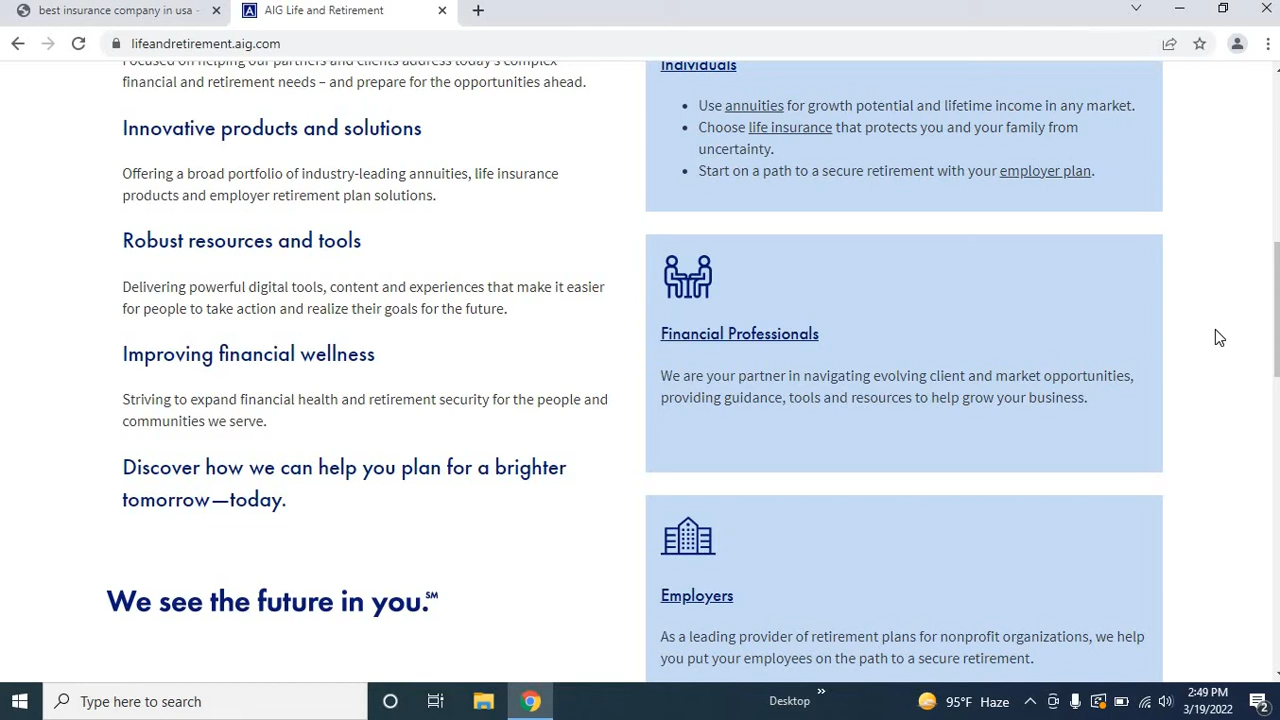 best insurance company in usa -
AIG Life and Retirement
lifeandretirement.aig.com
Focused on helping our partners and clients address today's complex
financial and retirement needs – and prepare for the opportunities ahead.
Innovative products and solutions
Offering a broad portfolio of industry-leading annuities, life insurance
products and employer retirement plan solutions.
Robust resources and tools
Delivering powerful digital tools, content and experiences that make it easier
for people to take action and realize their goals for the future.
Improving financial wellness
Striving to expand financial health and retirement security for the people and
communities we serve.
Discover how we can help you plan for a brighter
tomorrow—today.
We see the future in you.℠
Individuals
• Use annuities for growth potential and lifetime income in any market.
• Choose life insurance that protects you and your family from
uncertainty.
• Start on a path to a secure retirement with your employer plan.
Financial Professionals
We are your partner in navigating evolving client and market opportunities,
providing guidance, tools and resources to help grow your business.
Employers
As a leading provider of retirement plans for nonprofit organizations, we help
you put your employees on the path to a secure retirement.
Type here to search
Desktop
95°F Haze
2:49 PM
3/19/2022
2